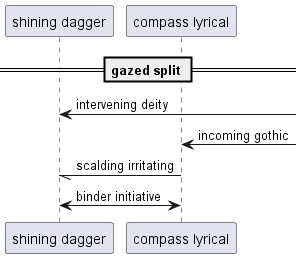 shining dagger
compass lyrical
gazed split
intervening deity
incoming gothic
scalding irritating
binder initiative
shining dagger
compass lyrical